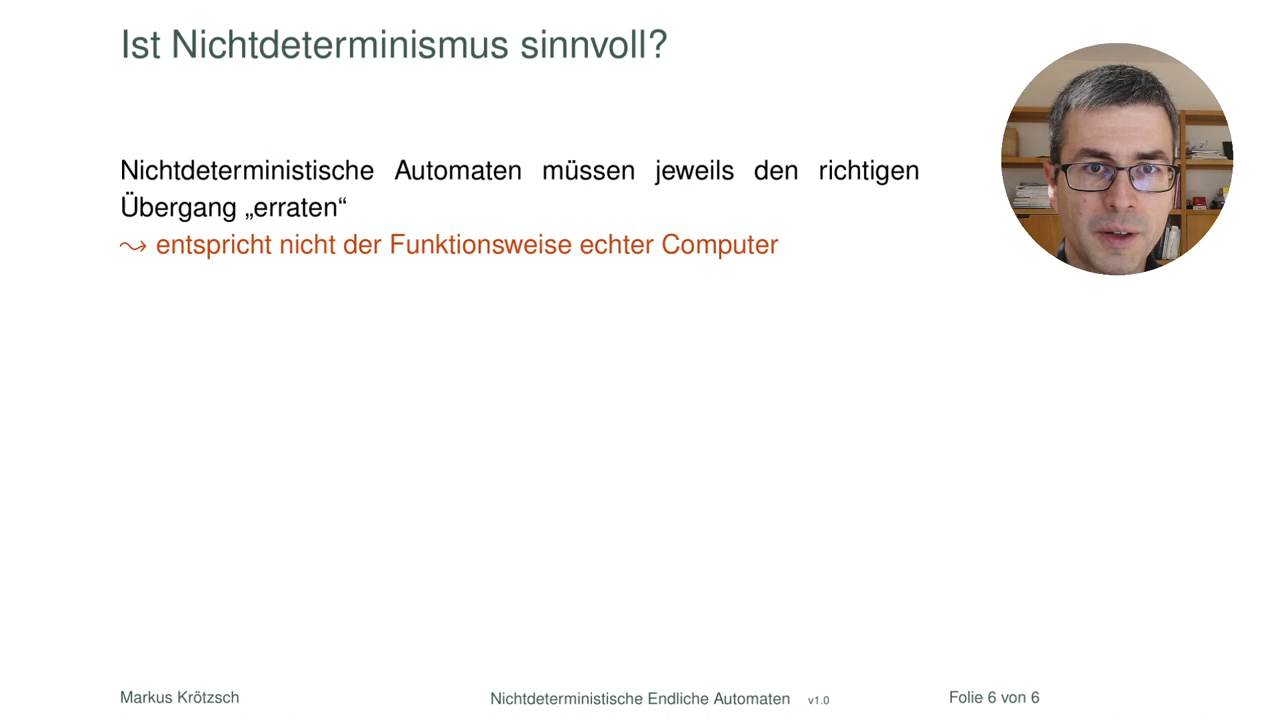 Ist Nichtdeterminismus sinnvoll?
Nichtdeterministische Automaten müssen jeweils den richtigen
Übergang „erraten“
⤳ entspricht nicht der Funktionsweise echter Computer
Markus Krötzsch
Nichtdeterministische Endliche Automaten v1.0
Folie 6 von 6